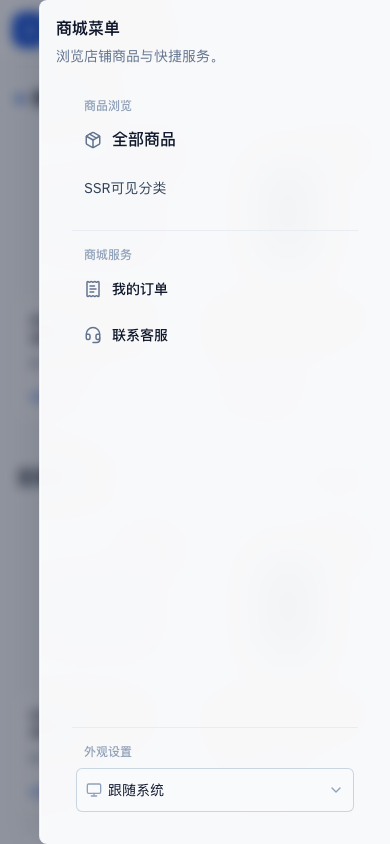 商城菜单
浏览店铺商品与快捷服务。
商品浏览
全部商品
SSR可见分类
商城服务
我的订单
联系客服
外观设置
跟随系统